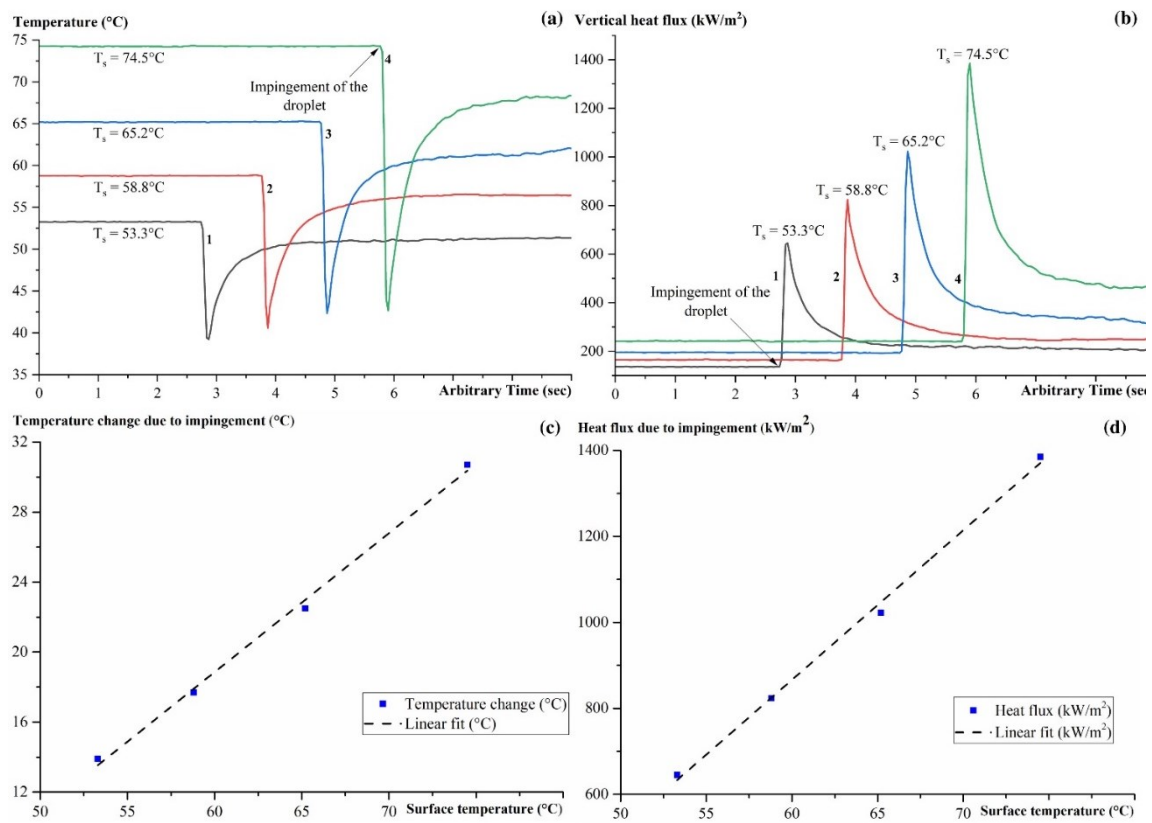 Temperature (°C)
(a)
75
70
65
60
55
50
45
40
35
0
1
2
3
4
5
6
Arbitrary Time (sec)
T_s = 74.5°C
T_s = 65.2°C
T_s = 58.8°C
T_s = 53.3°C
Impingement of the
droplet
1
2
3
4
Vertical heat flux (kW/m²)
(b)
1400
1200
1000
800
600
400
200
0
1
2
3
4
5
6
Arbitrary Time (sec
T_s = 74.5°C
T_s = 65.2°C
T_s = 58.8°C
T_s = 53.3°C
1
2
3
4
Impingement of the
droplet
Temperature change due to impingement (°C)
(c)
32
30
26
22
18
14
12
50
55
60
65
70
Surface temperature (°C)
Temperature change (°C)
Linear fit (°C)
Heat flux due to impingement (kW/m²)
(d)
1400
1200
1000
800
600
50
55
60
65
70
Surface temperature (°C)
Heat flux (kW/m²)
Linear fit (kW/m²)